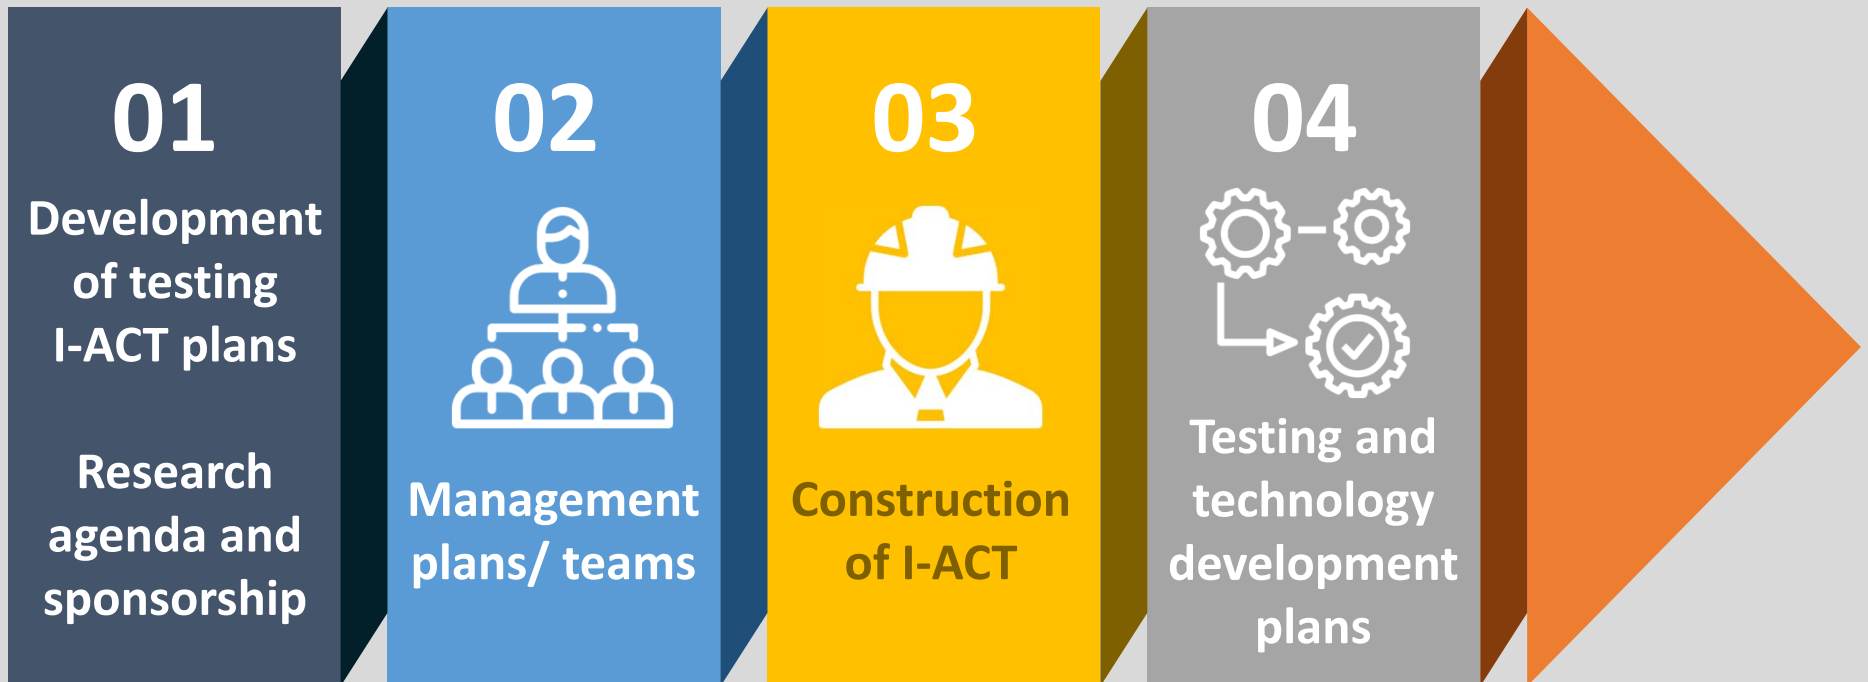 01
Development
of testing
I-ACT plans
Research
agenda and
sponsorship
02
Management
plans/ teams
03
Construction
of I-ACT
04
Testing and
technology
development
plans